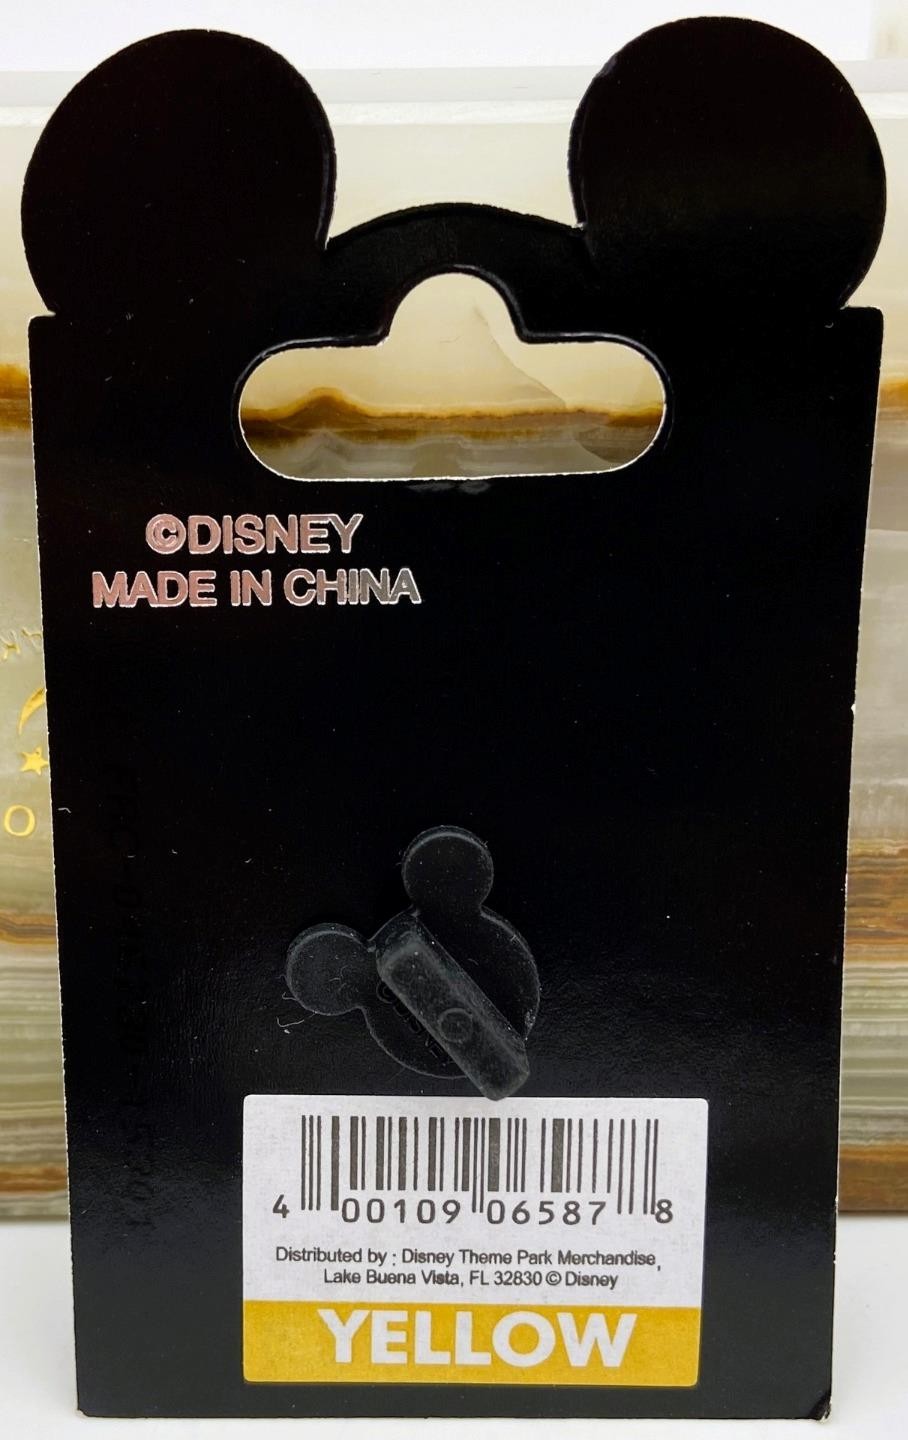 ©DISNEY
MADE IN CHINA
4 00109 06587 8
Distributed by : Disney Theme Park Merchandise,
Lake Buena Vista, FL 32830 © Disney
YELLOW